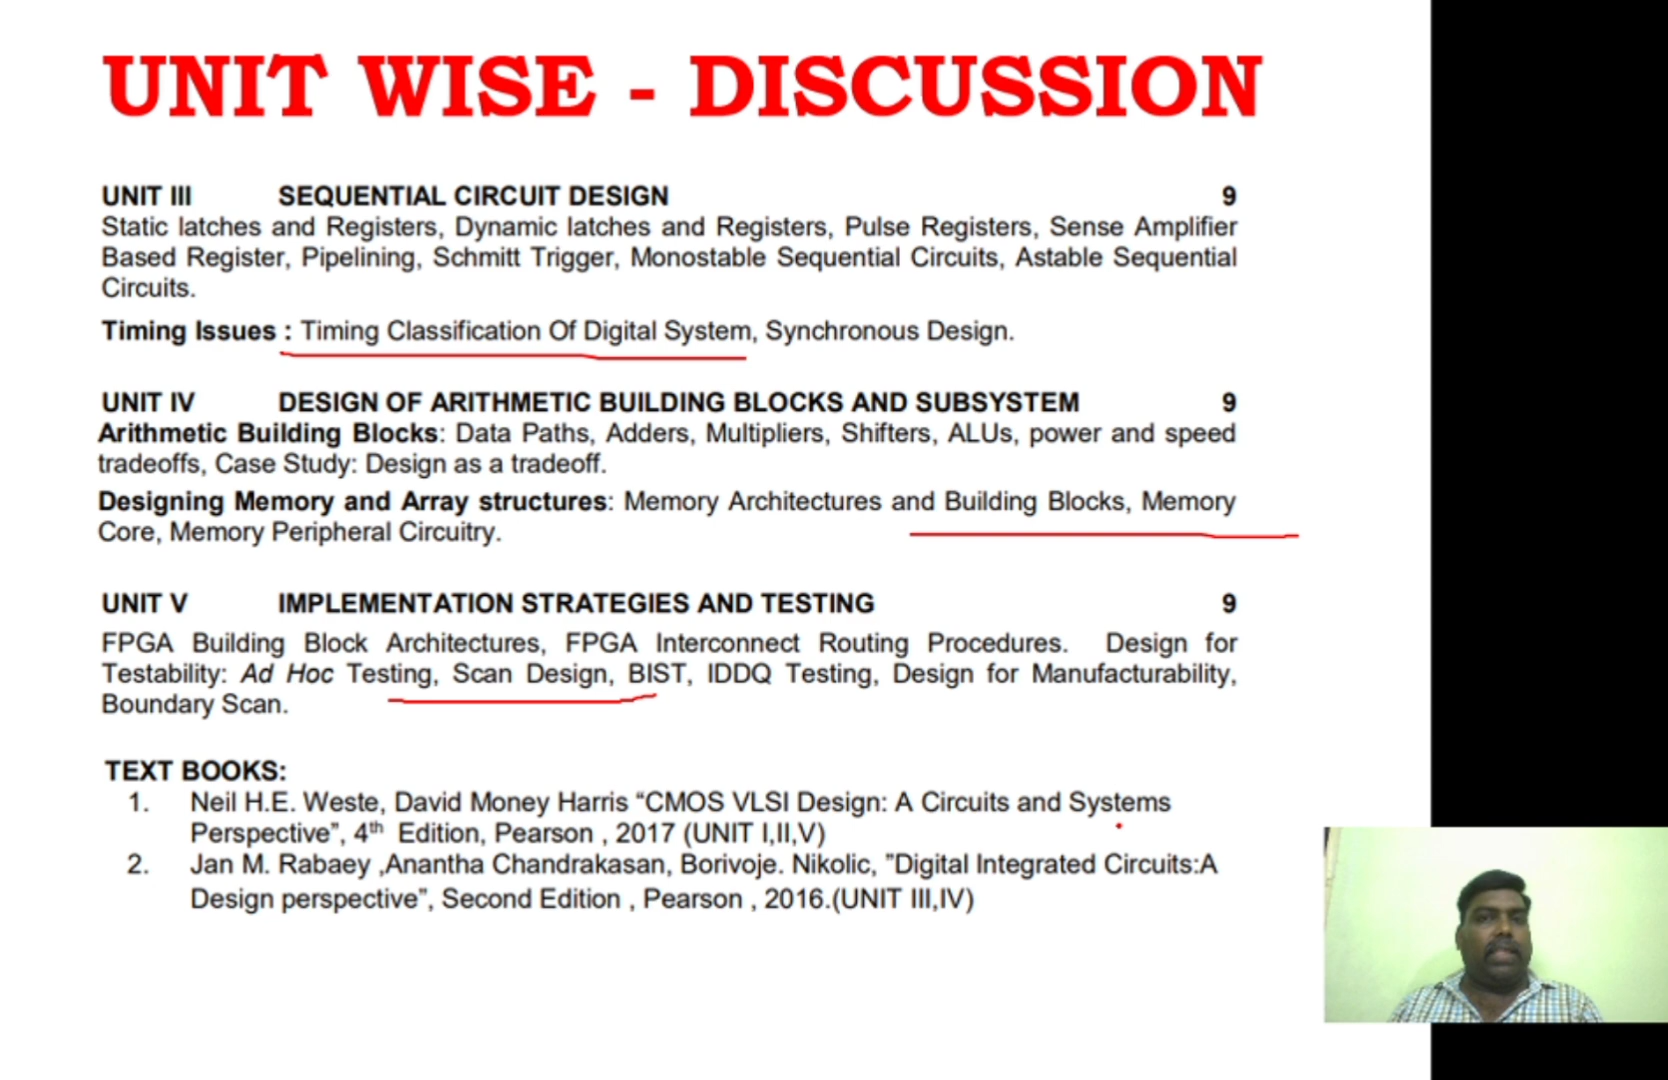 UNIT WISE - DISCUSSION
UNIT III SEQUENTIAL CIRCUIT DESIGN 9
Static latches and Registers, Dynamic latches and Registers, Pulse Registers, Sense Amplifier
Based Register, Pipelining, Schmitt Trigger, Monostable Sequential Circuits, Astable Sequential
Circuits.
Timing Issues : Timing Classification Of Digital System, Synchronous Design.
UNIT IV DESIGN OF ARITHMETIC BUILDING BLOCKS AND SUBSYSTEM 9
Arithmetic Building Blocks: Data Paths, Adders, Multipliers, Shifters, ALUs, power and speed
tradeoffs, Case Study: Design as a tradeoff.
Designing Memory and Array structures: Memory Architectures and Building Blocks, Memory
Core, Memory Peripheral Circuitry.
UNIT V IMPLEMENTATION STRATEGIES AND TESTING 9
FPGA Building Block Architectures, FPGA Interconnect Routing Procedures. Design for
Testability: Ad Hoc Testing, Scan Design, BIST, IDDQ Testing, Design for Manufacturability,
Boundary Scan.
TEXT BOOKS:
1. Neil H.E. Weste, David Money Harris “CMOS VLSI Design: A Circuits and Systems
Perspective”, 4th Edition, Pearson , 2017 (UNIT I,II,V)
2. Jan M. Rabaey ,Anantha Chandrakasan, Borivoje. Nikolic, ”Digital Integrated Circuits:A
Design perspective”, Second Edition , Pearson , 2016.(UNIT III,IV)